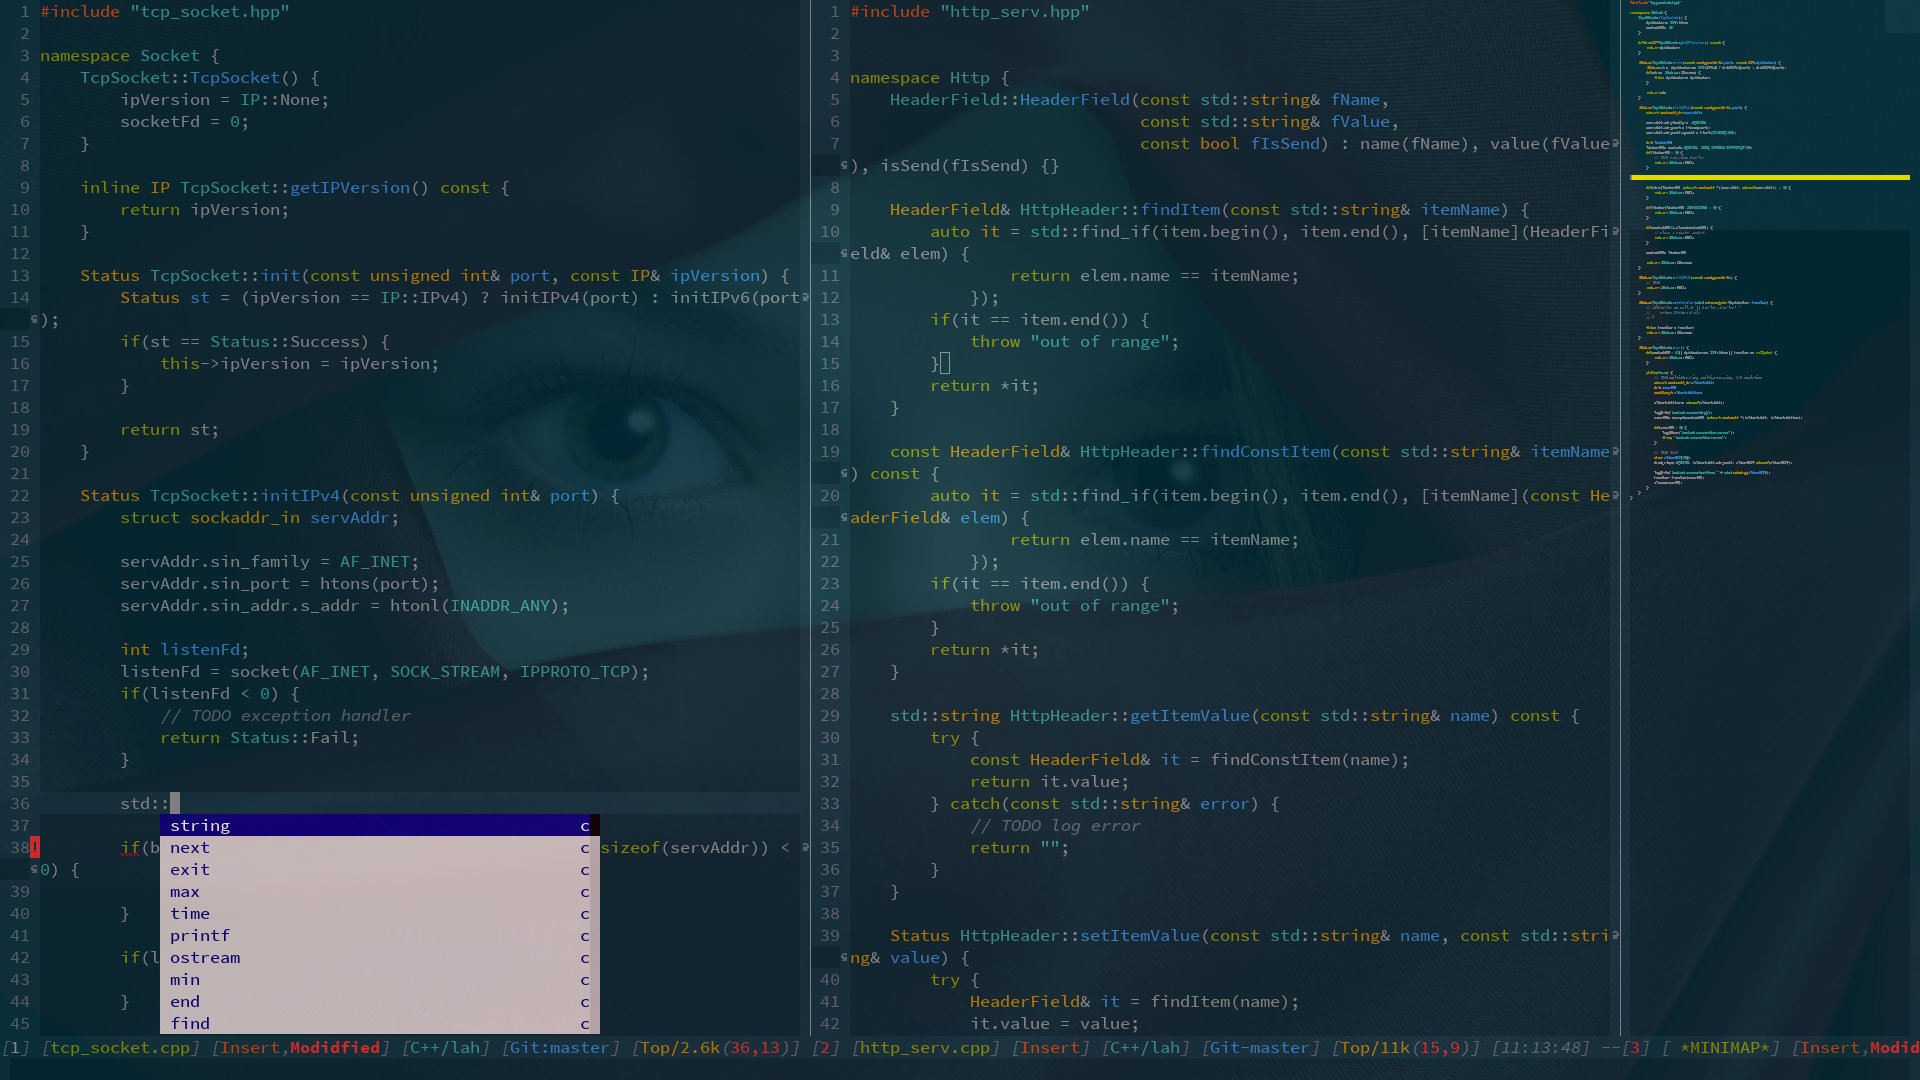 1 #include "tcp_socket.hpp"
2
3 namespace Socket {
4     TcpSocket::TcpSocket() {
5         ipVersion = IP::None;
6         socketFd = 0;
7     }
8
9     inline IP TcpSocket::getIPVersion() const {
10         return ipVersion;
11     }
12
13     Status TcpSocket::init(const unsigned int& port, const IP& ipVersion) {
14         Status st = (ipVersion == IP::IPv4) ? initIPv4(port) : initIPv6(port
);
15         if(st == Status::Success) {
16             this->ipVersion = ipVersion;
17         }
18
19         return st;
20     }
21
22     Status TcpSocket::initIPv4(const unsigned int& port) {
23         struct sockaddr_in servAddr;
24
25         servAddr.sin_family = AF_INET;
26         servAddr.sin_port = htons(port);
27         servAddr.sin_addr.s_addr = htonl(INADDR_ANY);
28
29         int listenFd;
30         listenFd = socket(AF_INET, SOCK_STREAM, IPPROTO_TCP);
31         if(listenFd < 0) {
32             // TODO exception handler
33             return Status::Fail;
34         }
35
36         std::
37
string c
38 ! if(b sizeof(servAddr)) <
next c
0) {
exit c
39
max c
40         }
time c
41
printf c
42         if(l
ostream c
43
min c
44         }
end c
45
find c
[1] [tcp_socket.cpp] [Insert,Modidfied] [C++/lah] [Git:master] [Top/2.6k(36,13)]
1 #include "http_serv.hpp"
2
3
4 namespace Http {
5     HeaderField::HeaderField(const std::string& fName,
6                              const std::string& fValue,
7                              const bool fIsSend) : name(fName), value(fValue
), isSend(fIsSend) {}
8
9     HeaderField& HttpHeader::findItem(const std::string& itemName) {
10         auto it = std::find_if(item.begin(), item.end(), [itemName](HeaderFi
eld& elem) {
11                 return elem.name == itemName;
12             });
13         if(it == item.end()) {
14             throw "out of range";
15         }
16         return *it;
17     }
18
19     const HeaderField& HttpHeader::findConstItem(const std::string& itemName
) const {
20         auto it = std::find_if(item.begin(), item.end(), [itemName](const He
aderField& elem) {
21                 return elem.name == itemName;
22             });
23         if(it == item.end()) {
24             throw "out of range";
25         }
26         return *it;
27     }
28
29     std::string HttpHeader::getItemValue(const std::string& name) const {
30         try {
31             const HeaderField& it = findConstItem(name);
32             return it.value;
33         } catch(const std::string& error) {
34             // TODO log error
35             return "";
36         }
37     }
38
39     Status HttpHeader::setItemValue(const std::string& name, const std::stri
ng& value) {
40         try {
41             HeaderField& it = findItem(name);
42             it.value = value;
[2] [http_serv.cpp] [Insert] [C++/lah] [Git-master] [Top/11k(15,9)] [11:13:48] --
[3] [ *MINIMAP*] [Insert,Modid